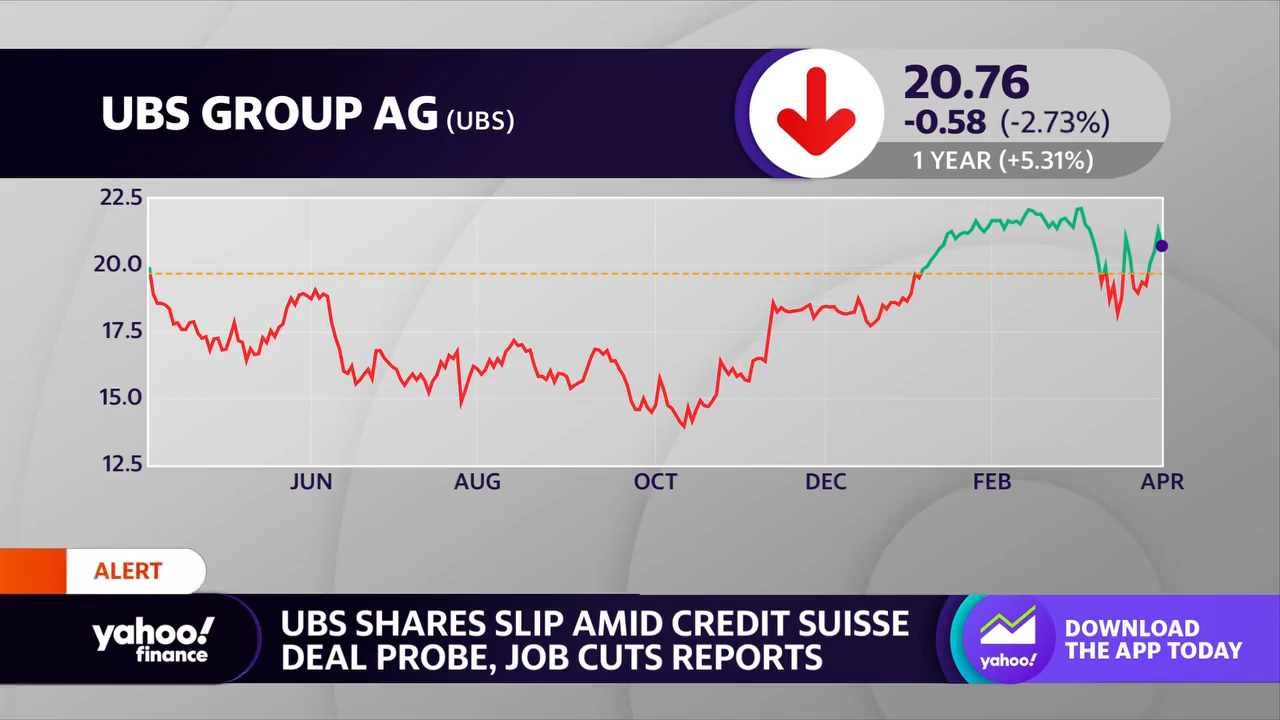 UBS GROUP AG (UBS)
20.76
-0.58 (-2.73%)
1 YEAR (+5.31%)
22.5
20.0
17.5
15.0
12.5
JUN AUG OCT DEC FEB APR
ALERT
yahoo!
finance
UBS SHARES SLIP AMID CREDIT SUISSE
DEAL PROBE, JOB CUTS REPORTS
yahoo!
DOWNLOAD
THE APP TODAY